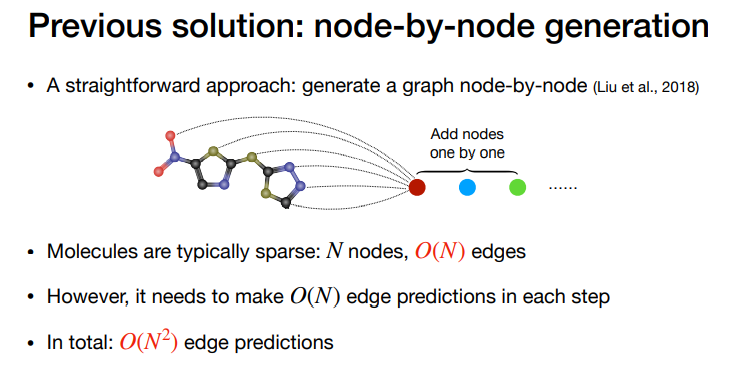 Previous solution: node-by-node generation
• A straightforward approach: generate a graph node-by-node (Liu et al., 2018)
Add nodes
one by one
......
• Molecules are typically sparse: N nodes, O(N) edges
• However, it needs to make O(N) edge predictions in each step
• In total: O(N²) edge predictions